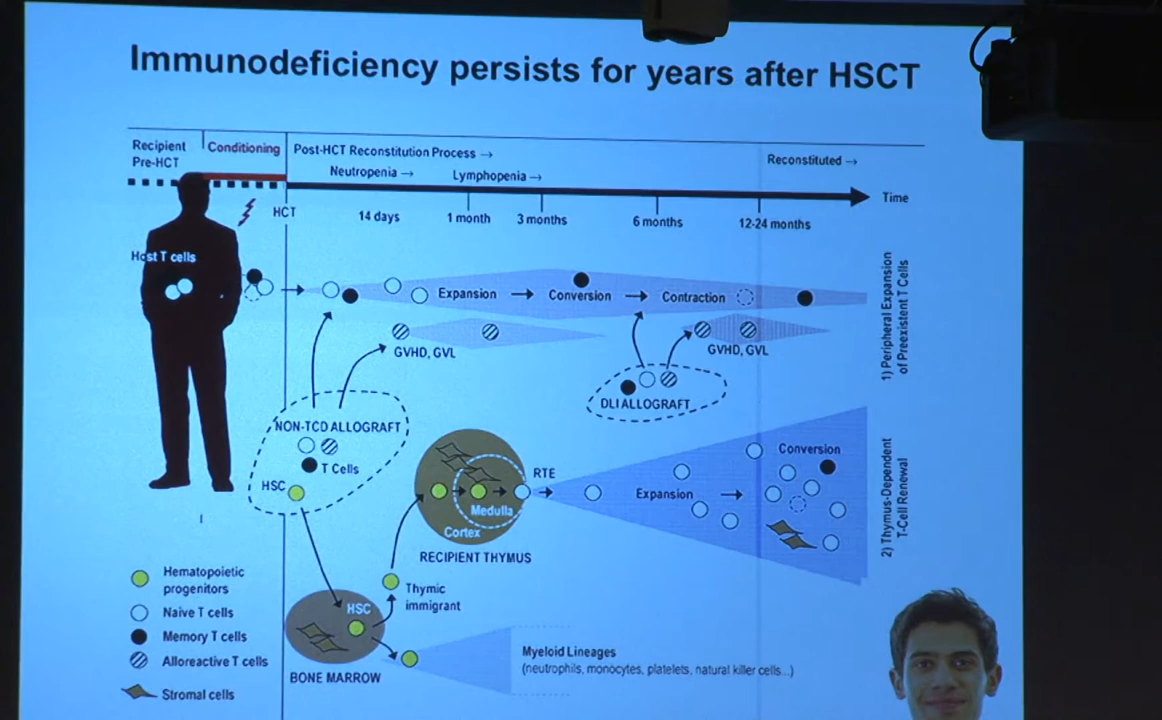 Immunodeficiency persists for years after HSCT
Recipient
Pre-HCT
Conditioning
Post-HCT Reconstitution Process →
Reconstituted →
Neutropenia →
Lymphopenia →
Time
HCT
14 days
1 month
3 months
6 months
12-24 months
Host T cells
Expansion
Conversion
Contraction
1) Peripheral Expansion
of Preexistent T Cells
GVHD, GVL
GVHD, GVL
DLI ALLOGRAFT
NON-TCD ALLOGRAFT
T Cells
HSC
RTE
Medulla
Cortex
RECIPIENT THYMUS
Expansion
Conversion
2) Thymus-Dependent
T-Cell Renewal
Thymic
immigrant
HSC
BONE MARROW
Myeloid Lineages
(neutrophils, monocytes, platelets, natural killer cells...)
Hematopoietic
progenitors
Naive T cells
Memory T cells
Alloreactive T cells
Stromal cells